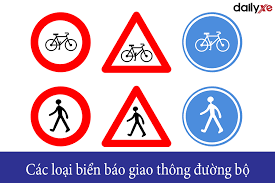 dailyxe
Các loại biển báo giao thông đường bộ